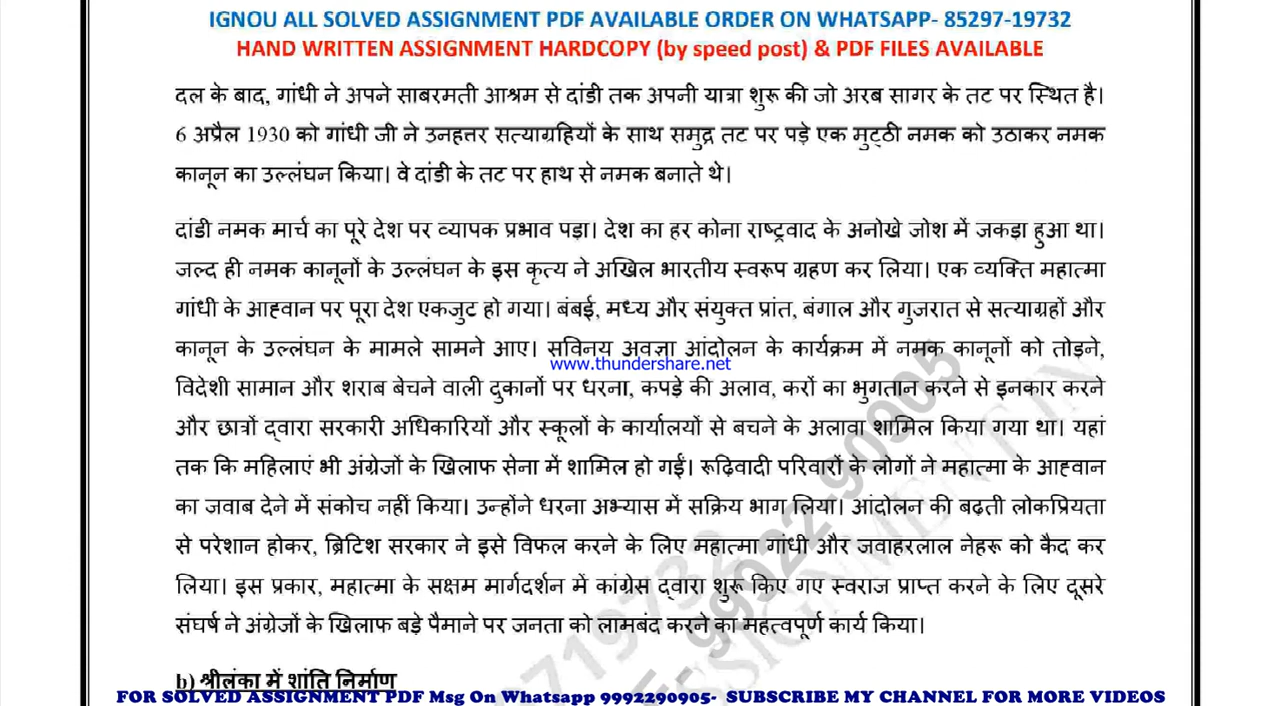 IGNOU ALL SOLVED ASSIGNMENT PDF AVAILABLE ORDER ON WHATSAPP- 85297-19732
HAND WRITTEN ASSIGNMENT HARDCOPY (by speed post) & PDF FILES AVAILABLE
दल के बाद, गांधी ने अपने साबरमती आश्रम से दांडी तक अपनी यात्रा शुरू की जो अरब सागर के तट पर स्थित है।
6 अप्रैल 1930 को गांधी जी ने उनहत्तर सत्याग्रहियों के साथ समुद्र तट पर पड़े एक मुट्ठी नमक को उठाकर नमक
कानून का उल्लंघन किया। वे दांडी के तट पर हाथ से नमक बनाते थे।
दांडी नमक मार्च का पूरे देश पर व्यापक प्रभाव पड़ा। देश का हर कोना राष्ट्रवाद के अनोखे जोश में जकड़ा हुआ था।
जल्द ही नमक कानूनों के उल्लंघन के इस कृत्य ने अखिल भारतीय स्वरूप ग्रहण कर लिया। एक व्यक्ति महात्मा
गांधी के आह्वान पर पूरा देश एकजुट हो गया। बंबई, मध्य और संयुक्त प्रांत, बंगाल और गुजरात से सत्याग्रहों और
कानून के उल्लंघन के मामले सामने आए। सविनय अवज्ञा आंदोलन के कार्यक्रम में नमक कानूनों को तोड़ने,
www.thundershare.net
विदेशी सामान और शराब बेचने वाली दुकानों पर धरना, कपड़े की अलाव, करों का भुगतान करने से इनकार करने
और छात्रों द्वारा सरकारी अधिकारियों और स्कूलों के कार्यालयों से बचने के अलावा शामिल किया गया था। यहां
तक कि महिलाएं भी अंग्रेजों के खिलाफ सेना में शामिल हो गईं। रूढ़िवादी परिवारों के लोगों ने महात्मा के आह्वान
का जवाब देने में संकोच नहीं किया। उन्होंने धरना अभ्यास में सक्रिय भाग लिया। आंदोलन की बढ़ती लोकप्रियता
से परेशान होकर, ब्रिटिश सरकार ने इसे विफल करने के लिए महात्मा गांधी और जवाहरलाल नेहरू को कैद कर
लिया। इस प्रकार, महात्मा के सक्षम मार्गदर्शन में कांग्रेस द्वारा शुरू किए गए स्वराज प्राप्त करने के लिए दूसरे
संघर्ष ने अंग्रेजों के खिलाफ बड़े पैमाने पर जनता को लामबंद करने का महत्वपूर्ण कार्य किया।
b) श्रीलंका में शांति निर्माण
FOR SOLVED ASSIGNMENT PDF Msg On Whatsapp 9992290905- SUBSCRIBE MY CHANNEL FOR MORE VIDEOS